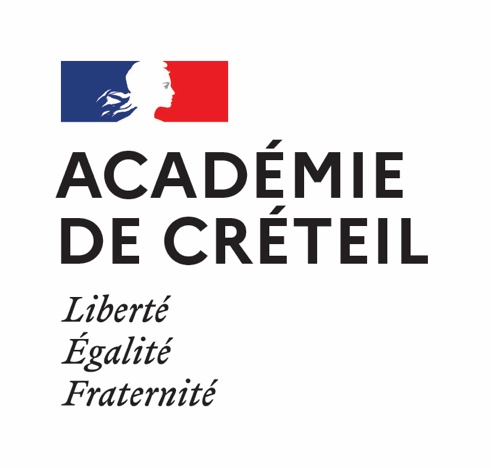 ACADÉMIE
DE CRÉTEIL
Liberté
Égalité
Fraternité